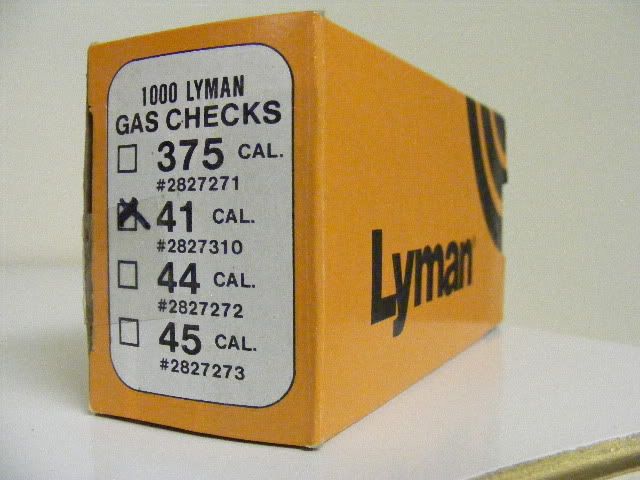 1000 LYMAN
GAS CHECKS
375 CAL.
#2827271
41 CAL.
#2827310
44 CAL.
#2827272
45 CAL.
#2827273
Lyman